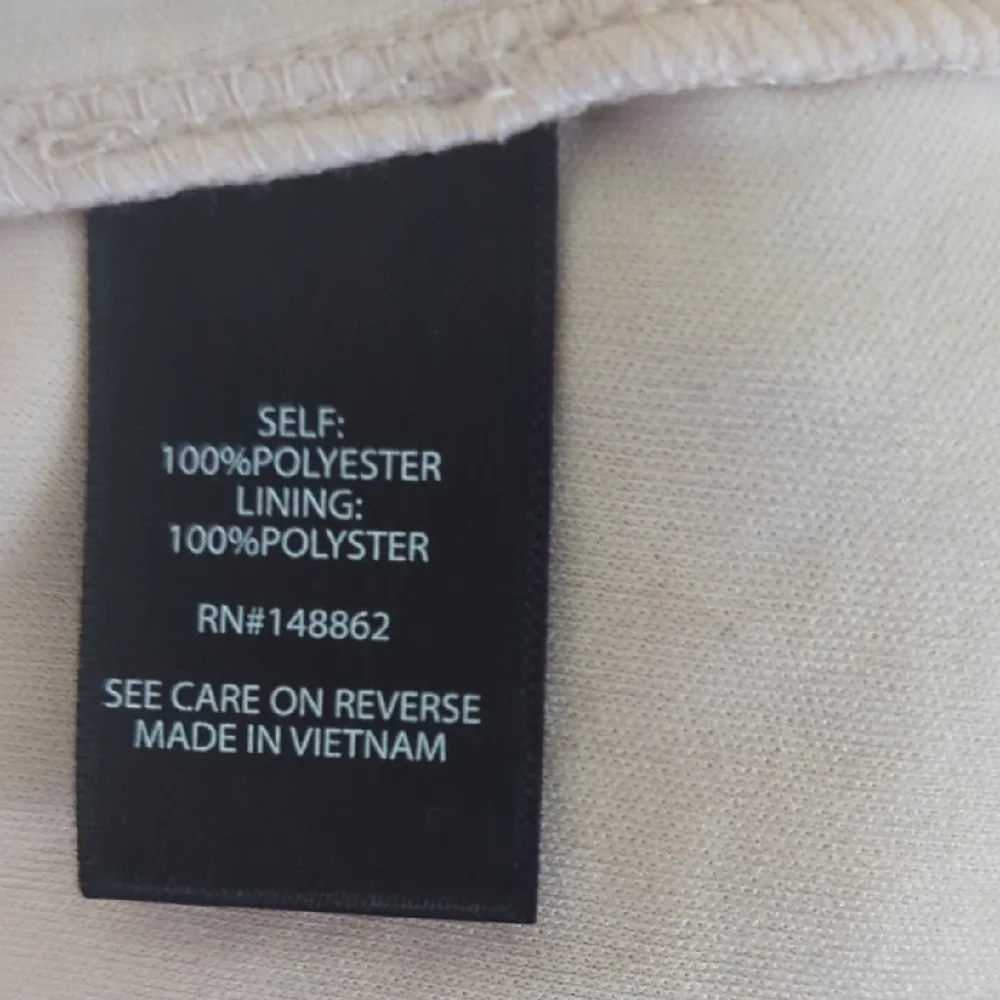 SELF:
100%POLYESTER
LINING:
100%POLYSTER
RN#148862
SEE CARE ON REVERSE
MADE IN VIETNAM